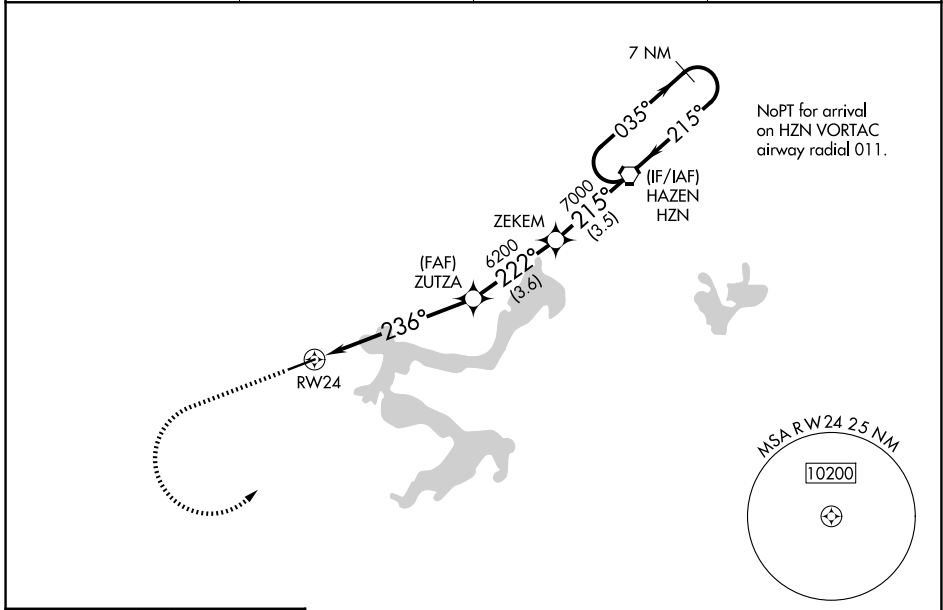 7 NM
035°
215°
NoPT for arrival
on HZN VORTAC
airway radial 011.
(IF/IAF)
HAZEN
HZN
7000
215°
(3.5)
ZEKEM
6200
222°
(3.6)
(FAF)
ZUTZA
236°
RW24
MSA RW24 25 NM
10200